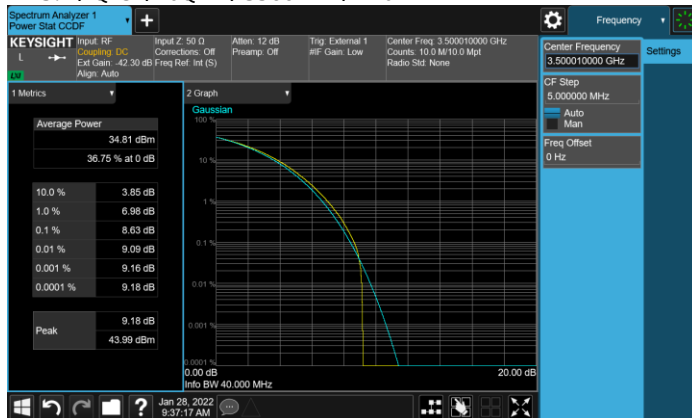 Spectrum Analyzer 1
Power Stat CCDF
+
Frequency
KEYSIGHT
L
LXI
Input: RF
Coupling: DC
Ext Gain: -42.30 dB
Align: Auto
Input Z: 50 Ω
Corrections: Off
Freq Ref: Int (S)
Atten: 12 dB
Preamp: Off
Trig: External 1
#IF Gain: Low
Center Freq: 3.500010000 GHz
Counts: 10.0 M/10.0 Mpt
Radio Std: None
Center Frequency
3.500010000 GHz
Settings
CF Step
5.000000 MHz
Auto
Man
Freq Offset
0 Hz
1 Metrics
Average Power
34.81 dBm
36.75 % at 0 dB
10.0 % 3.85 dB
1.0 % 6.98 dB
0.1 % 8.63 dB
0.01 % 9.09 dB
0.001 % 9.16 dB
0.0001 % 9.18 dB
Peak
9.18 dB
43.99 dBm
2 Graph
Gaussian
100 %
10 %
1 %
0.1 %
0.01 %
0.001 %
0.0001 %
0.00 dB 20.00 dB
Info BW 40.000 MHz
?
Jan 28, 2022
9:37:17 AM